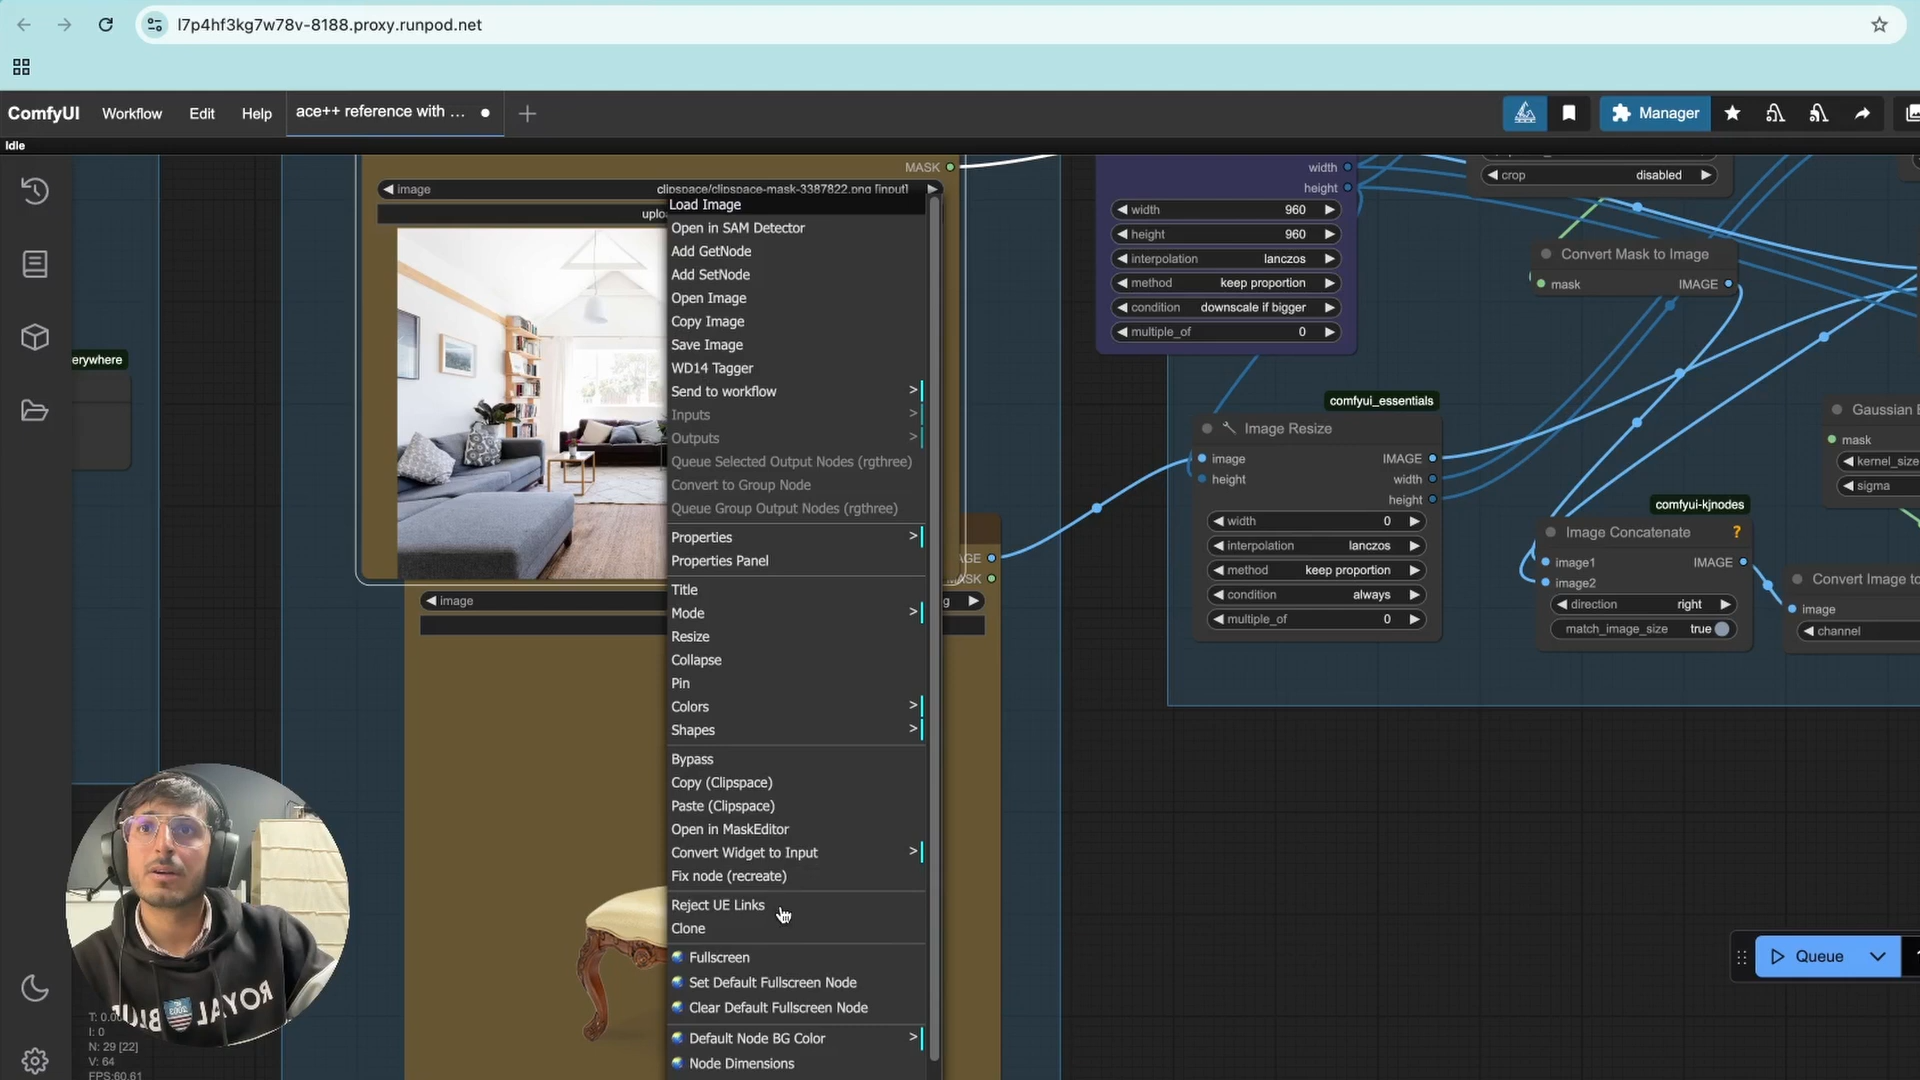 l7p4hf3kg7w78v-8188.proxy.runpod.net
ComfyUI
Workflow
Edit
Help
ace++ reference with ...
Manager
Idle
MASK
image
clipspace/clipspace-mask-3387822.png [input]
Load Image
Open in SAM Detector
Add GetNode
Add SetNode
Open Image
Copy Image
Save Image
WD14 Tagger
Send to workflow >
Inputs >
Outputs >
Queue Selected Output Nodes (rgthree)
Convert to Group Node
Queue Group Output Nodes (rgthree)
Properties >
Properties Panel
Title
Mode >
Resize
Collapse
Pin
Colors >
Shapes >
Bypass
Copy (Clipspace)
Paste (Clipspace)
Open in MaskEditor
Convert Widget to Input >
Fix node (recreate)
Reject UE Links
Clone
Fullscreen
Set Default Fullscreen Node
Clear Default Fullscreen Node
Default Node BG Color >
Node Dimensions
erywhere
image
g
width
height
width 960
height 960
interpolation lanczos
method keep proportion
condition downscale if bigger
multiple_of 0
crop disabled
Convert Mask to Image
mask IMAGE
comfyui_essentials
Image Resize
image IMAGE
height width
height
width 0
interpolation lanczos
method keep proportion
condition always
multiple_of 0
Gaussian
mask
kernel_size
sigma
comfyui-kjnodes
Image Concatenate ?
image1 IMAGE
image2
direction right
match_image_size true
Convert Image to
image
channel
Queue
ROYAL BLUE
I: 0
N: 29 [22]
V: 64
FPS:60.61